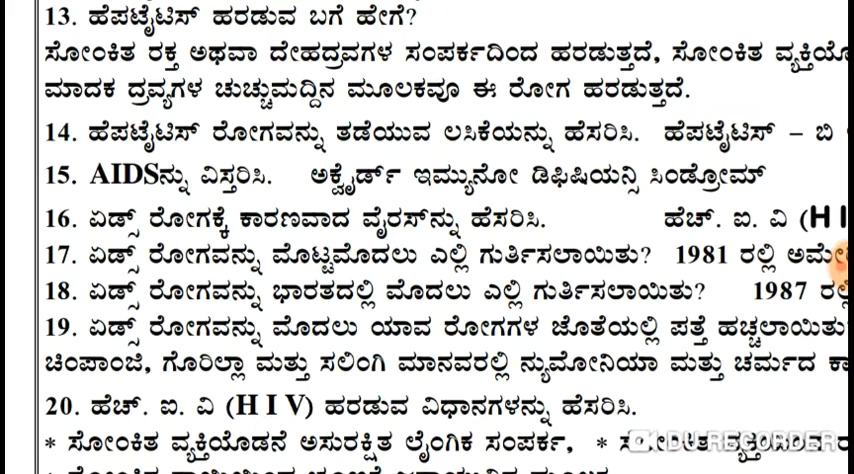 13. ಹೆಪಟೈಟಿಸ್ ಹರಡುವ ಬಗೆ ಹೇಗೆ?
ಸೋಂಕಿತ ರಕ್ತ ಅಥವಾ ದೇಹದ್ರವಗಳ ಸಂಪರ್ಕದಿಂದ ಹರಡುತ್ತದೆ, ಸೋಂಕಿತ
ಮಾದಕ ದ್ರವ್ಯಗಳ ಚುಚ್ಚುಮದ್ದಿನ ಮೂಲಕವೂ ಈ ರೋಗ ಹರಡುತ್ತದೆ.
14. ಹೆಪಟೈಟಿಸ್ ರೋಗವನ್ನು ತಡೆಯುವ ಲಸಿಕೆಯನ್ನು ಹೆಸರಿಸಿ. ಹೆಪಟೈಟಿಸ್ – ಬಿ
15. AIDSನ್ನು ವಿಸ್ತರಿಸಿ. ಅಕ್ವೈರ್ಡ್ ಇಮ್ಯುನೋ ಡಿಫಿಷಿಯನ್ಸಿ ಸಿಂಡ್ರೋಮ್
16. ಏಡ್ಸ್ ರೋಗಕ್ಕೆ ಕಾರಣವಾದ ವೈರಸ್‌ನ್ನು ಹೆಸರಿಸಿ. ಹೆಚ್. ಐ. ವಿ (H I
17. ಏಡ್ಸ್ ರೋಗವನ್ನು ಮೊಟ್ಟಮೊದಲು ಎಲ್ಲಿ ಗುರ್ತಿಸಲಾಯಿತು? 1981 ರಲ್ಲಿ
18. ಏಡ್ಸ್ ರೋಗವನ್ನು ಭಾರತದಲ್ಲಿ ಮೊದಲು ಎಲ್ಲಿ ಗುರ್ತಿಸಲಾಯಿತು? 1987
19. ಏಡ್ಸ್ ರೋಗವನ್ನು ಮೊದಲು ಯಾವ ರೋಗಗಳ ಜೊತೆಯಲ್ಲಿ ಪತ್ತೆ ಹಚ್ಚಲಾಯಿತು
ಚಿಂಪಾಂಜಿ, ಗೊರಿಲ್ಲಾ ಮತ್ತು ಸಲಿಂಗಿ ಮಾನವರಲ್ಲಿ ನ್ಯುಮೋನಿಯಾ ಮತ್ತು ಚರ್ಮದ
20. ಹೆಚ್. ಐ. ವಿ (H I V) ಹರಡುವ ವಿಧಾನಗಳನ್ನು ಹೆಸರಿಸಿ.
* ಸೋಂಕಿತ ವ್ಯಕ್ತಿಯೊಡನೆ ಅಸುರಕ್ಷಿತ ಲೈಂಗಿಕ ಸಂಪರ್ಕ, *
DU RECORDER